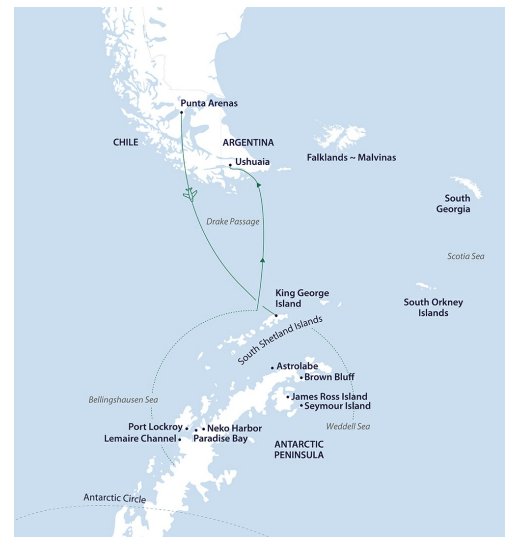 Punta Arenas
CHILE
ARGENTINA
Ushuaia
Falklands ~ Malvinas
South
Georgia
Drake Passage
Scotia Sea
King George
Island
South Orkney
Islands
South Shetland Islands
Astrolabe
Brown Bluff
James Ross Island
Seymour Island
Bellingshausen Sea
Weddell Sea
Port Lockroy
Neko Harbor
Lemaire Channel
Paradise Bay
ANTARCTIC
PENINSULA
Antarctic Circle